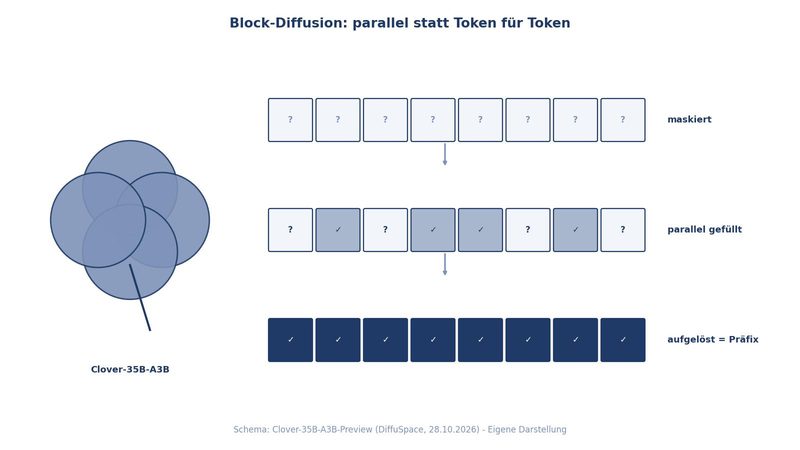 Block-Diffusion: parallel statt Token für Token
? ? ? ? ? ? ? ?
maskiert
? ✓ ? ✓ ✓ ? ✓ ?
parallel gefüllt
✓ ✓ ✓ ✓ ✓ ✓ ✓ ✓
aufgelöst = Präfix
Clover-35B-A3B
Schema: Clover-35B-A3B-Preview (DiffuSpace, 28.10.2026) - Eigene Darstellung